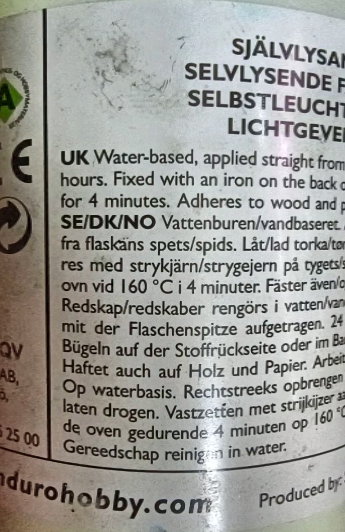 SJÄLVLYSA
SELVLYSENDE F
SELBSTLEUCHT
LICHTGEVE
A
CE
UK Water-based, applied straight from
hours. Fixed with an iron on the back o
for 4 minutes. Adheres to wood and p
SE/DK/NO Vattenburen/vandbaseret.
fra flaskans spets/spids. Låt/lad torka/tør
res med strykjärn/strygejern på tygets/s
ovn vid 160 °C i 4 minuter. Fäster även/o
Redskap/redskaber rengörs i vatten/van
mit der Flaschenspitze aufgetragen. 24
Bügeln auf der Stoffrückseite oder im Ba
Haftet auch auf Holz und Papier. Arbeit
Op waterbasis. Rechtstreeks opbrengen
laten drogen. Vastzetten met strijkijzer aa
de oven gedurende 4 minuten op 160 °C
Gereedschap reinigen in water.
QV
AB,
5 25 00
ndurohobby.com
Produced by: